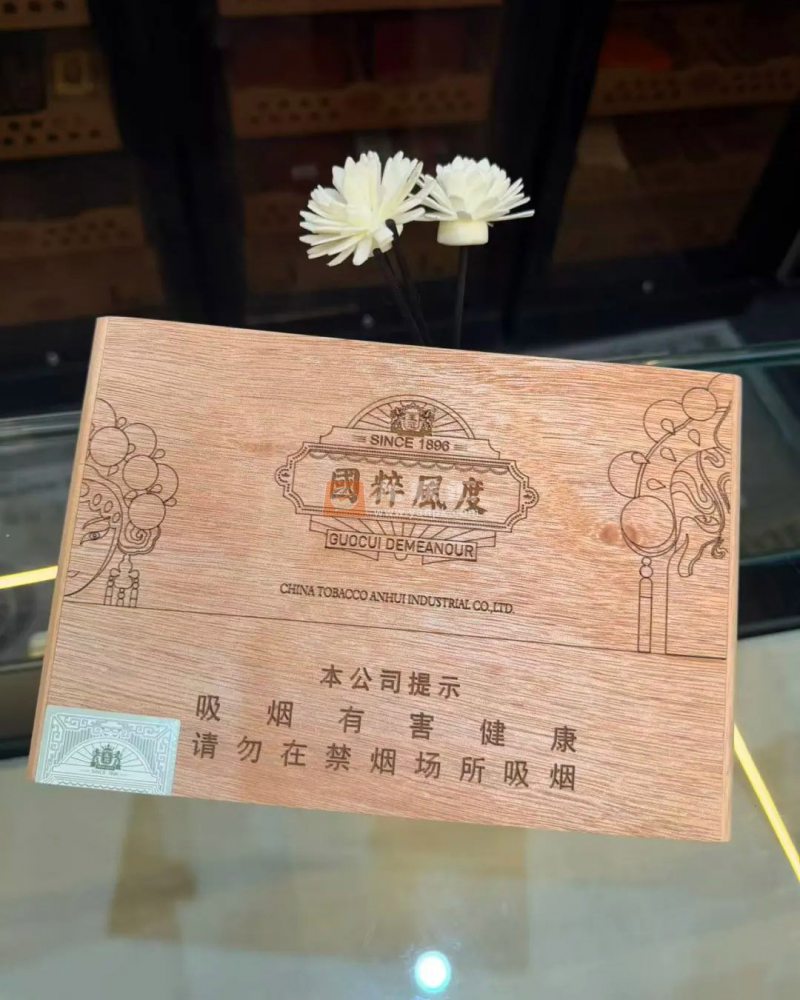 SINCE 1896
國粹風度
GUOCUI DEMEANOUR
CHINA TOBACCO ANHUI INDUSTRIAL CO.,LTD.
本公司提示
吸烟有害健康
请勿在禁烟场所吸烟